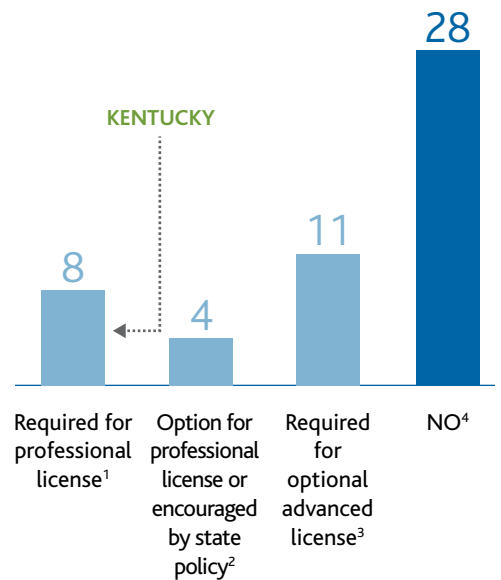 28
KENTUCKY
8
4
11
Required for
professional
license¹
Option for
professional
license or
encouraged
by state
policy²
Required
for
optional
advanced
license³
NO⁴